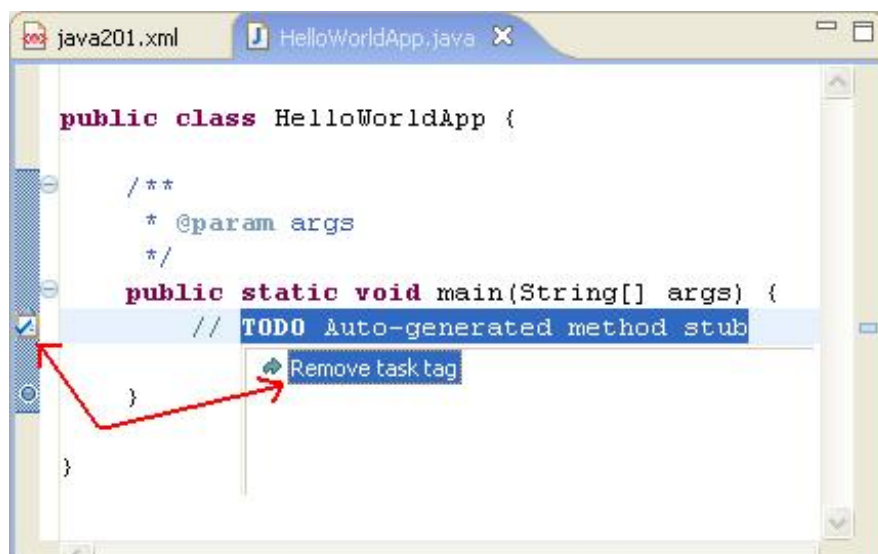 java201.xml
HelloWorldApp.java
public class HelloWorldApp {
/**
* @param args
*/
public static void main(String[] args) {
// TODO Auto-generated method stub
Remove task tag
}
}